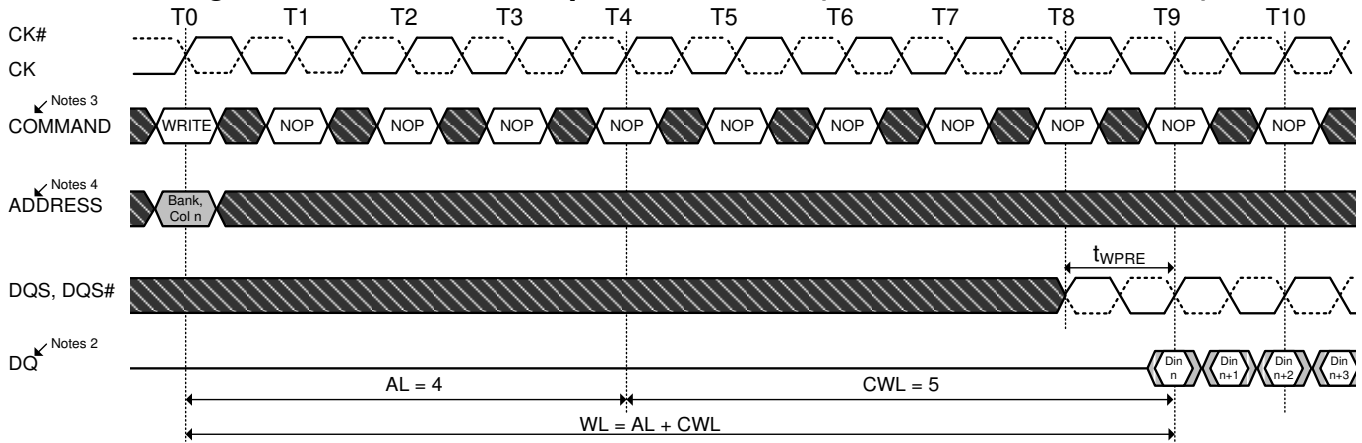 T0 T1 T2 T3 T4 T5 T6 T7 T8 T9 T10
CK#
CK
Notes 3
COMMAND WRITE NOP NOP NOP NOP NOP NOP NOP NOP NOP NOP
Notes 4
ADDRESS Bank, Col n
tWPRE
DQS, DQS#
Notes 2
DQ Din n Din n+1 Din n+2 Din n+3
AL = 4 CWL = 5
WL = AL + CWL